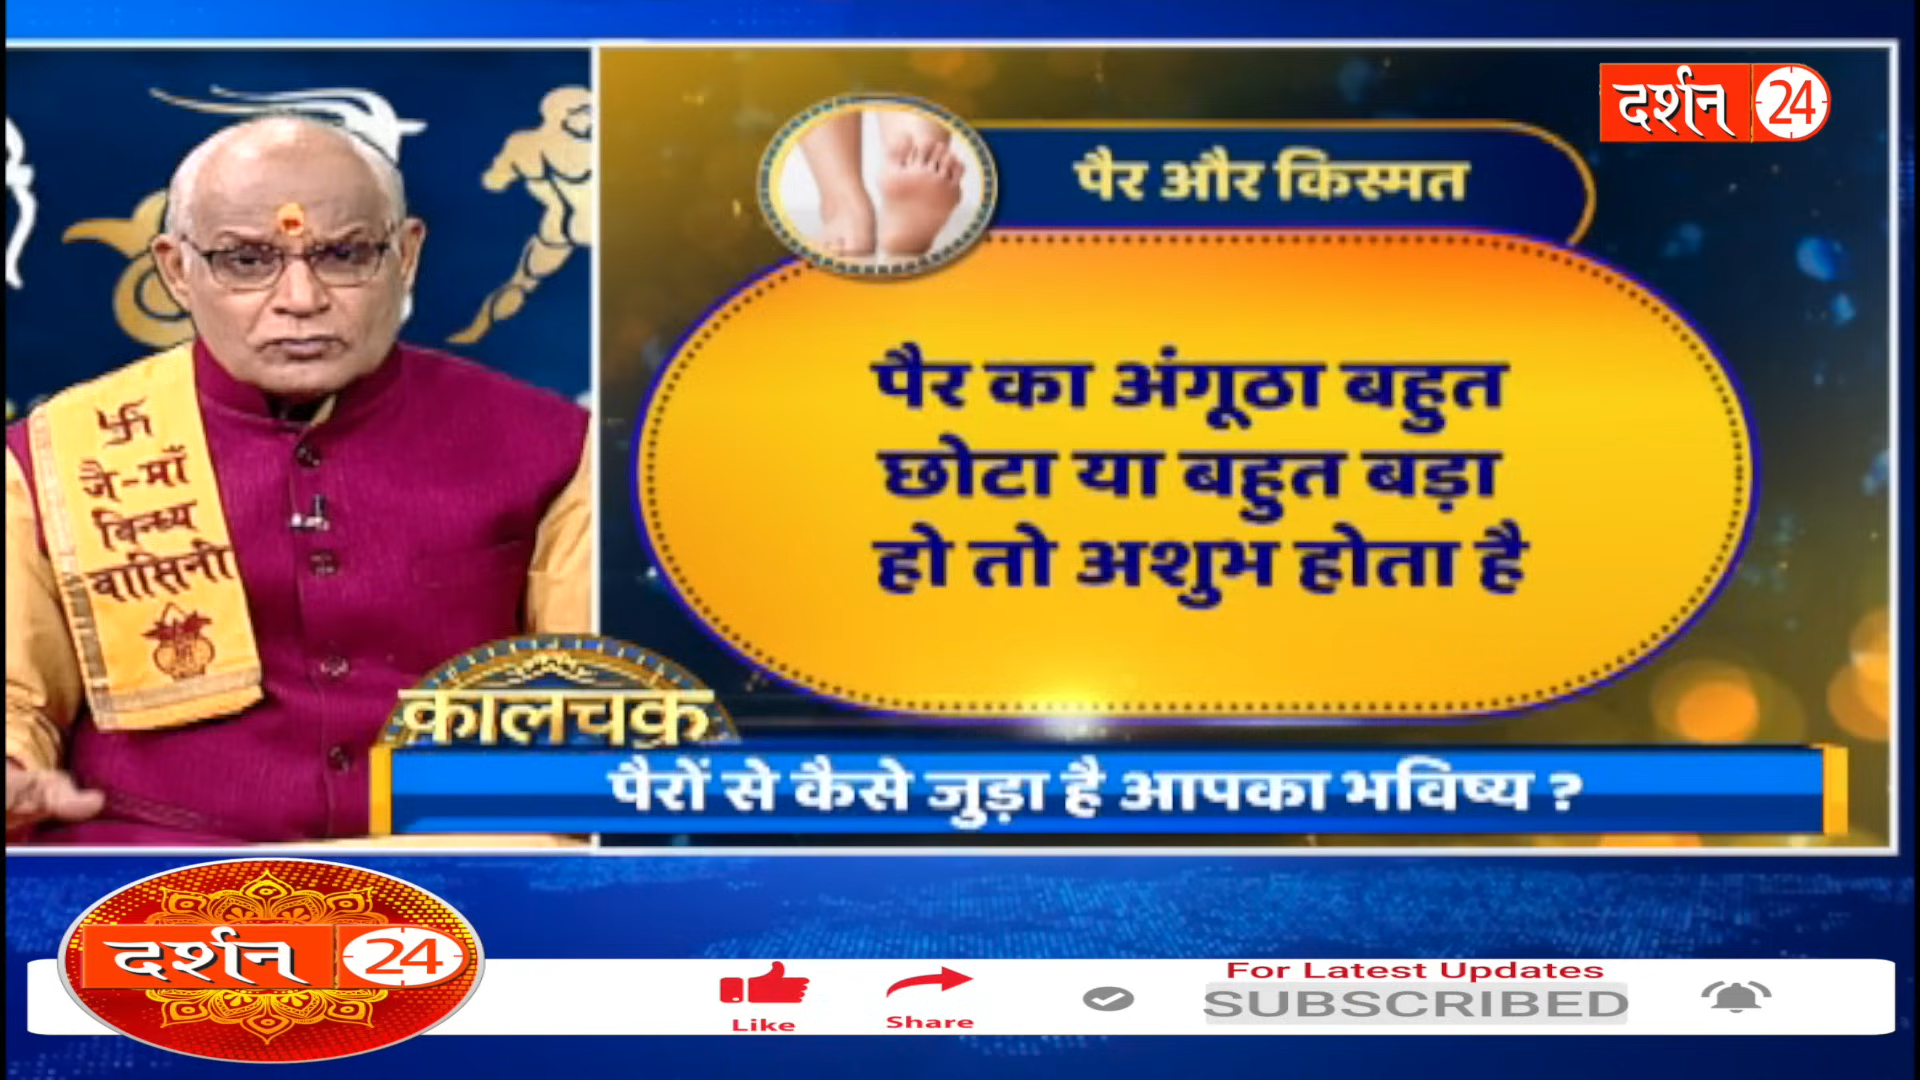 दर्शन 24
पैर और किस्मत
पैर का अंगूठा बहुत
छोटा या बहुत बड़ा
हो तो अशुभ होता है
जै-माँ
विन्ध्य
वासिनी
कालचक्र
पैरों से कैसे जुड़ा है आपका भविष्य ?
दर्शन 24
Like
Share
For Latest Updates
SUBSCRIBED